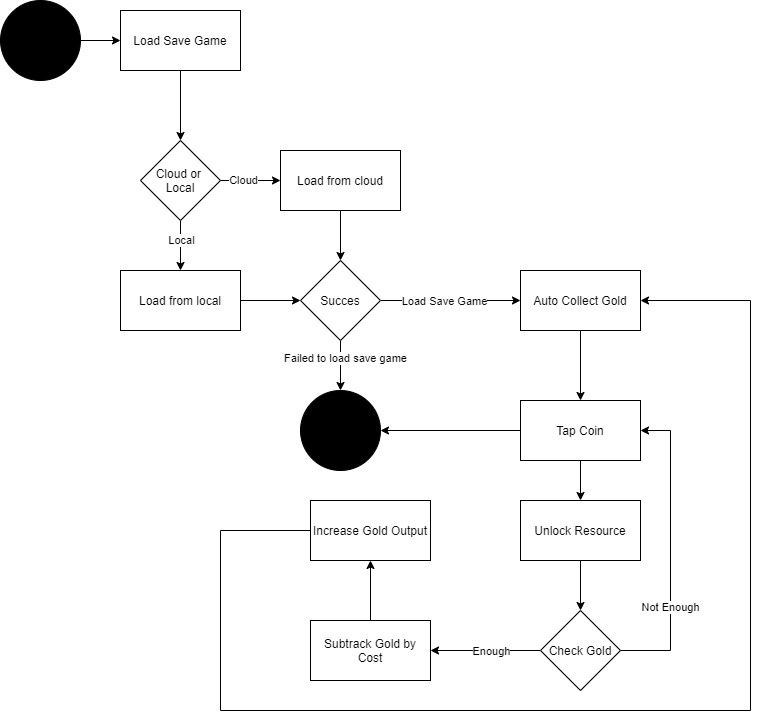 Load Save Game
Cloud or
Local
Cloud
Load from cloud
Local
Load from local
Succes
Load Save Game
Auto Collect Gold
Failed to load save game
Tap Coin
Increase Gold Output
Unlock Resource
Not Enough
Subtrack Gold by
Cost
Enough
Check Gold